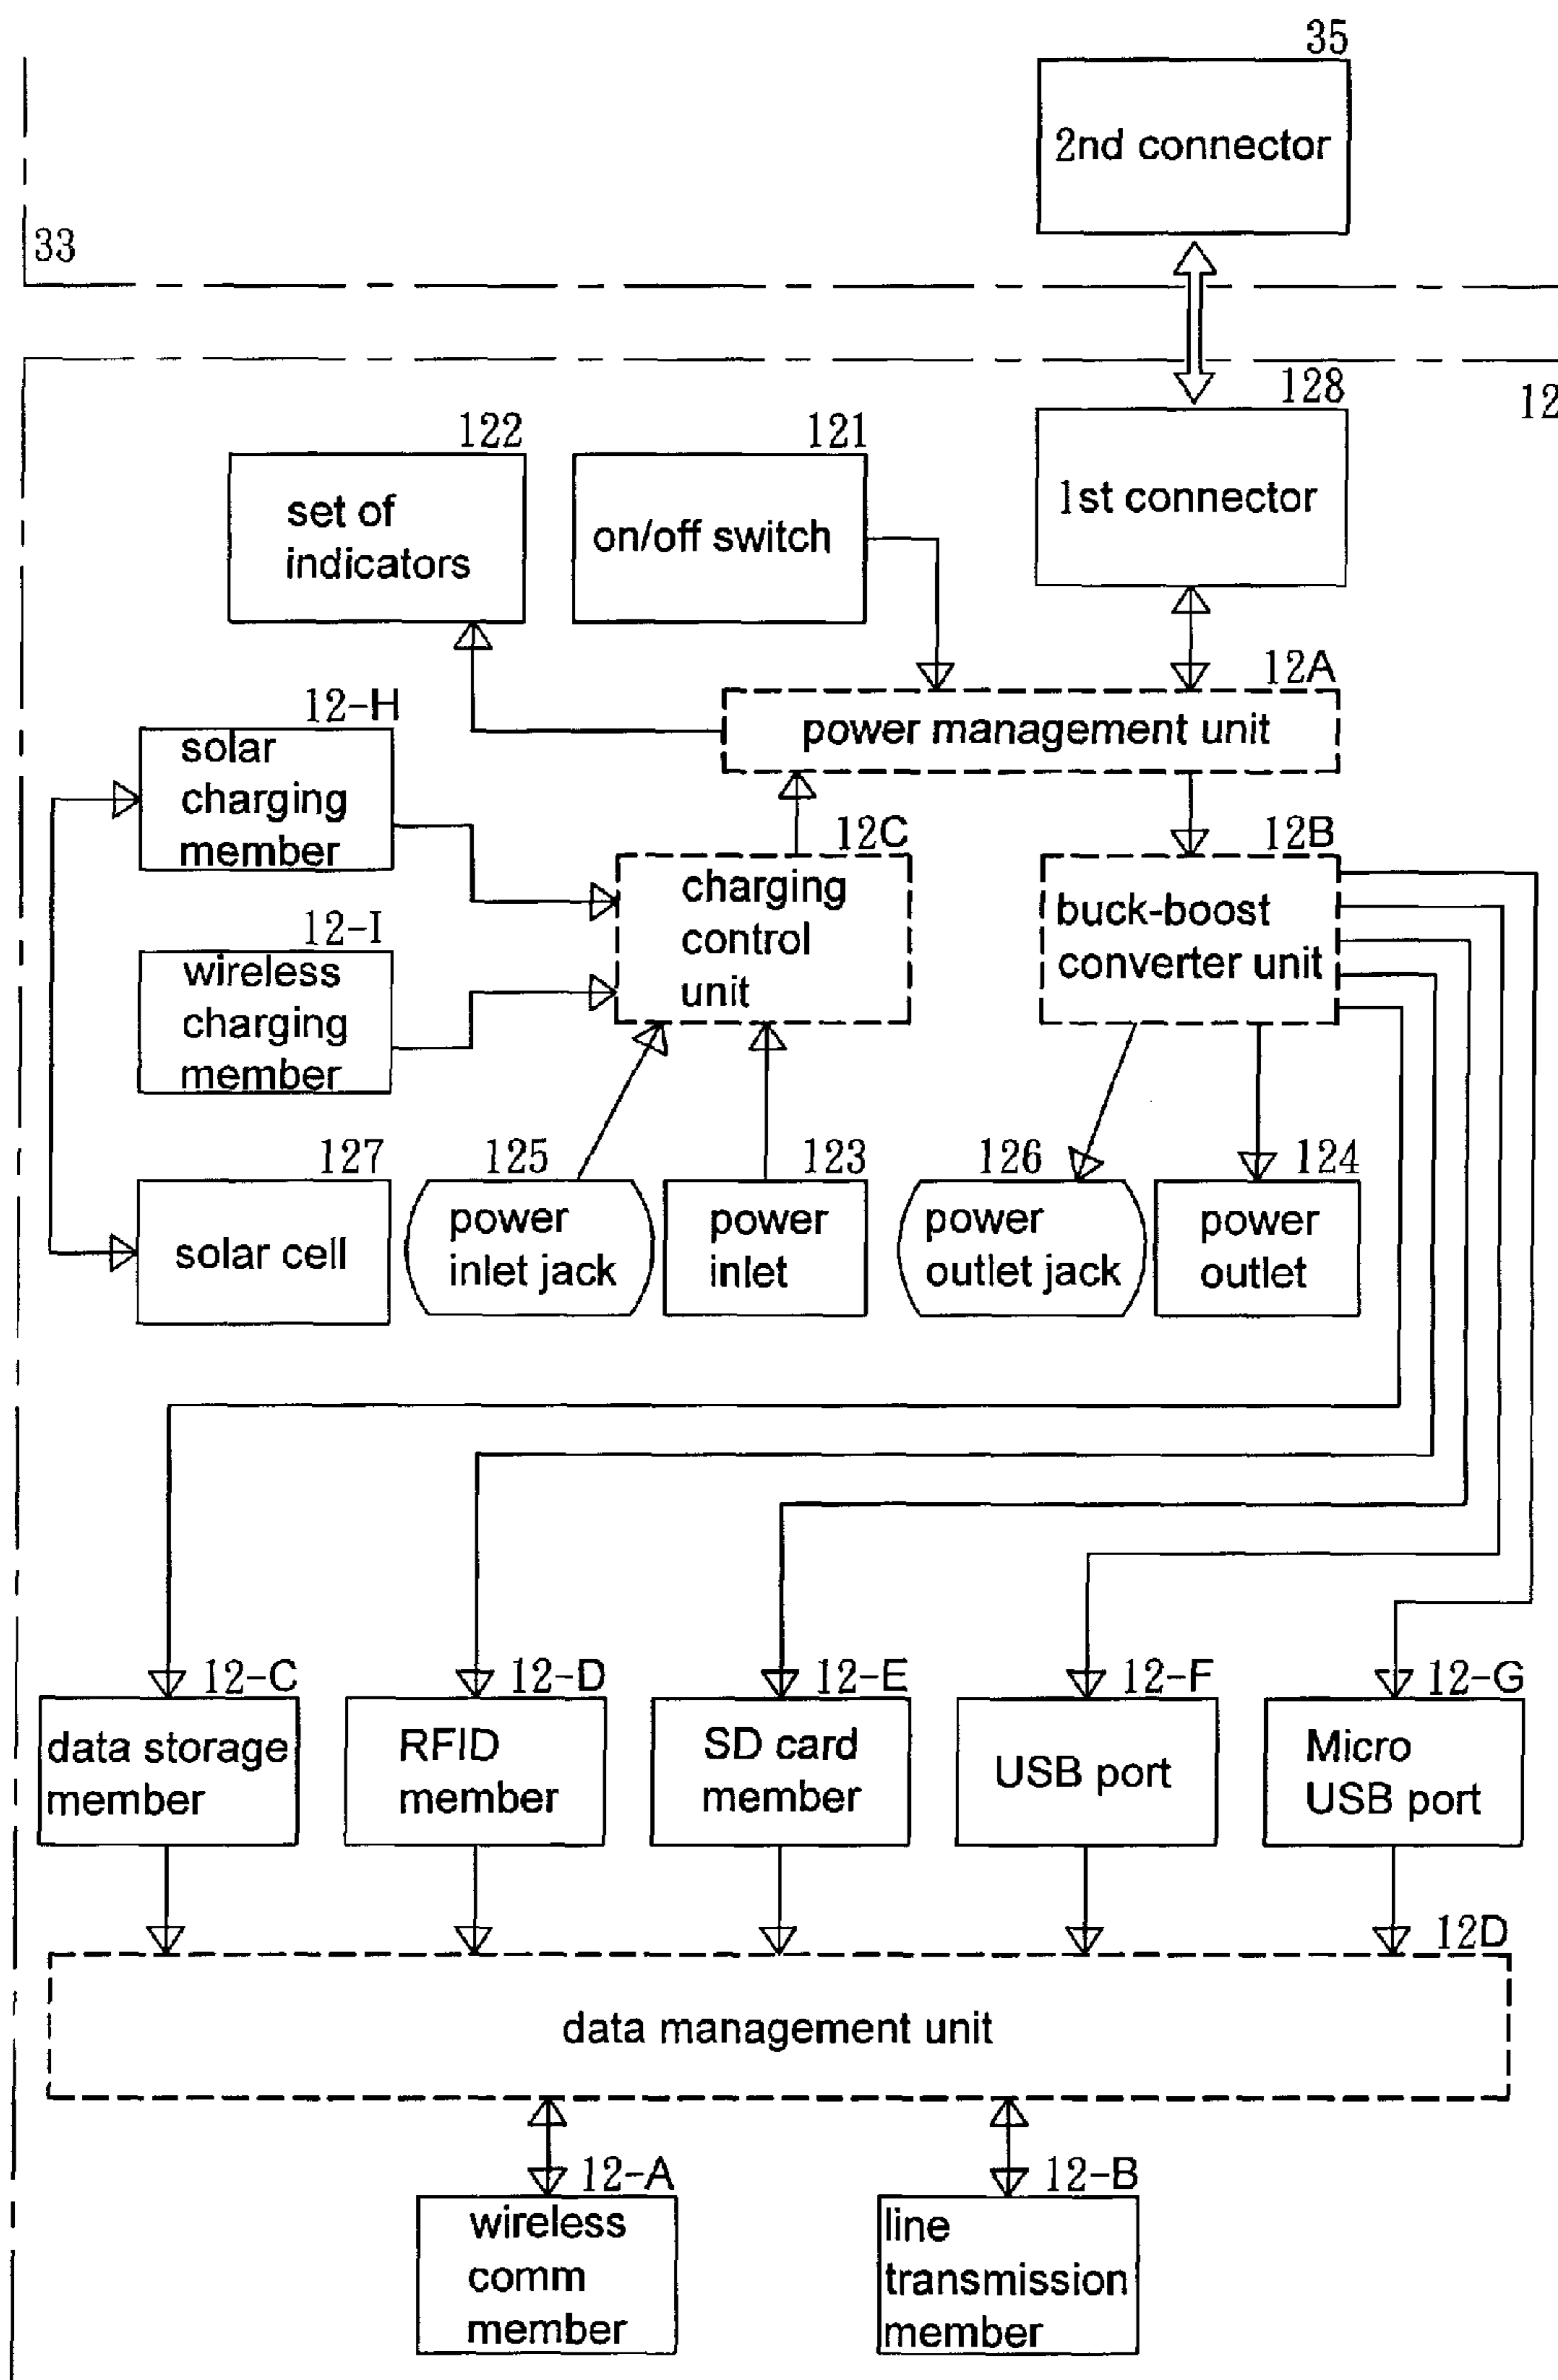 35
2nd connector
33
128
12
122
121
set of
indicators
on/off switch
1st connector
12A
power management unit
12-H
solar
charging
member
12C
charging
control
unit
12B
buck-boost
converter unit
12-I
wireless
charging
member
127
solar cell
125
power
inlet jack
123
power
inlet
126
power
outlet jack
124
power
outlet
12-C
data storage
member
12-D
RFID
member
12-E
SD card
member
12-F
USB port
12-G
Micro
USB port
12D
data management unit
12-A
wireless
comm
member
12-B
line
transmission
member